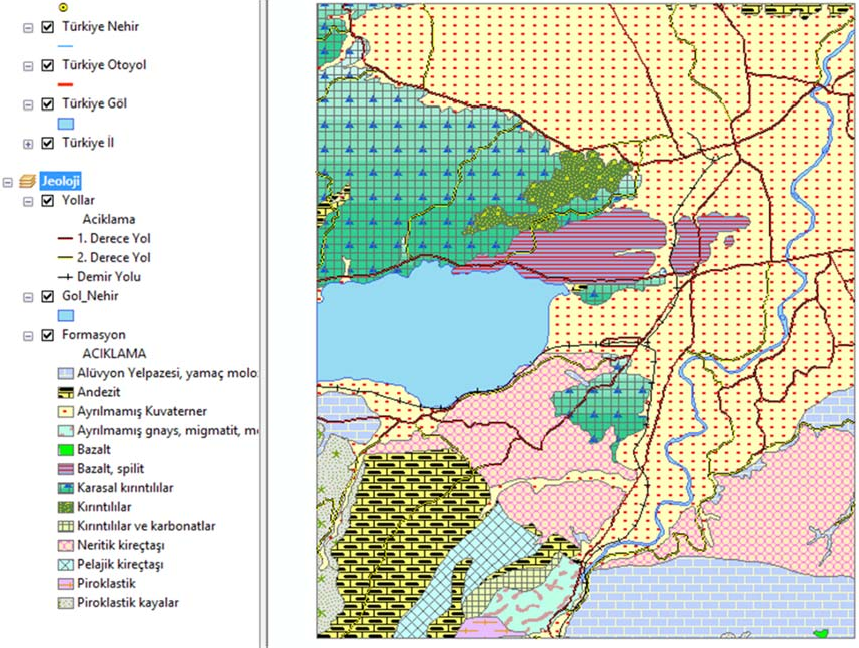 Türkiye Nehir
Türkiye Otoyol
Türkiye Göl
Türkiye İl
Jeoloji
Yollar
Aciklama
1. Derece Yol
2. Derece Yol
Demir Yolu
Gol_Nehir
Formasyon
ACIKLAMA
Alüvyon Yelpazesi, yamaç molo
Andezit
Ayrılmamış Kuvaterner
Ayrılmamış gnays, migmatit, m
Bazalt
Bazalt, spilit
Karasal kırıntılılar
Kırıntılılar
Kırıntılılar ve karbonatlar
Neritik kireçtaşı
Pelajik kireçtaşı
Piroklastik
Piroklastik kayalar